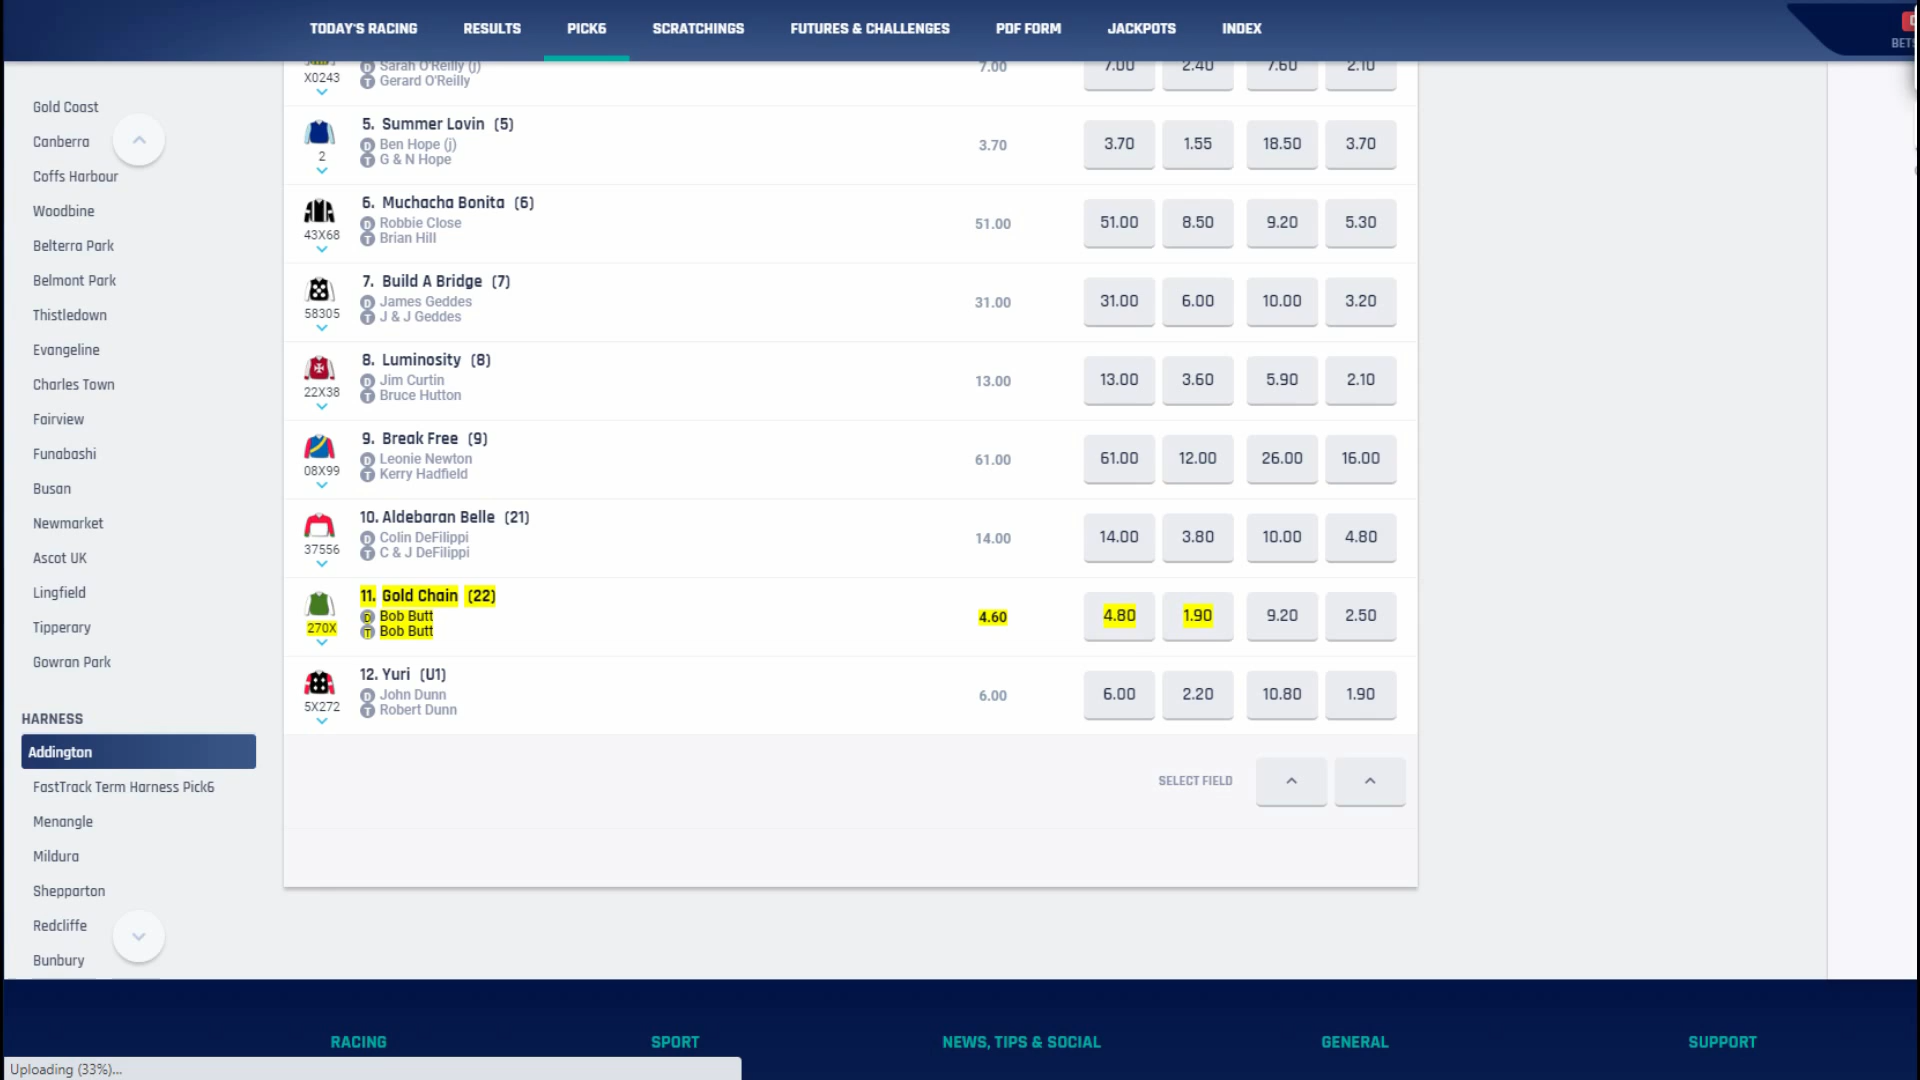 TODAY'S RACING RESULTS PICK6 SCRATCHINGS FUTURES & CHALLENGES PDF FORM JACKPOTS INDEX
Gold Coast
Canberra
Coffs Harbour
Woodbine
Belterra Park
Belmont Park
Thistledown
Evangeline
Charles Town
Fairview
Funabashi
Busan
Newmarket
Ascot UK
Lingfield
Tipperary
Gowran Park
HARNESS
Addington
FastTrack Term Harness Pick6
Menangle
Mildura
Shepparton
Redcliffe
Bunbury
Sarah O'Reilly (j) 7.00 7.00 2.40 7.60 2.10
X0243 T Gerard O'Reilly
5. Summer Lovin (5)
D Ben Hope (j) 3.70 3.70 1.55 18.50 3.70
2 T G & N Hope
6. Muchacha Bonita (6)
D Robbie Close 51.00 51.00 8.50 9.20 5.30
43X68 T Brian Hill
7. Build A Bridge (7)
D James Geddes 31.00 31.00 6.00 10.00 3.20
58305 T J & J Geddes
8. Luminosity (8)
D Jim Curtin 13.00 13.00 3.60 5.90 2.10
22X38 T Bruce Hutton
9. Break Free (9)
D Leonie Newton 61.00 61.00 12.00 26.00 16.00
08X99 T Kerry Hadfield
10. Aldebaran Belle (21)
D Colin DeFilippi 14.00 14.00 3.80 10.00 4.80
37556 T C & J DeFilippi
11. Gold Chain (22)
D Bob Butt 4.60 4.80 1.90 9.20 2.50
270X T Bob Butt
12. Yuri (U1)
D John Dunn 6.00 6.00 2.20 10.80 1.90
5X272 T Robert Dunn
SELECT FIELD
RACING SPORT NEWS, TIPS & SOCIAL GENERAL SUPPORT
Uploading (33%)...